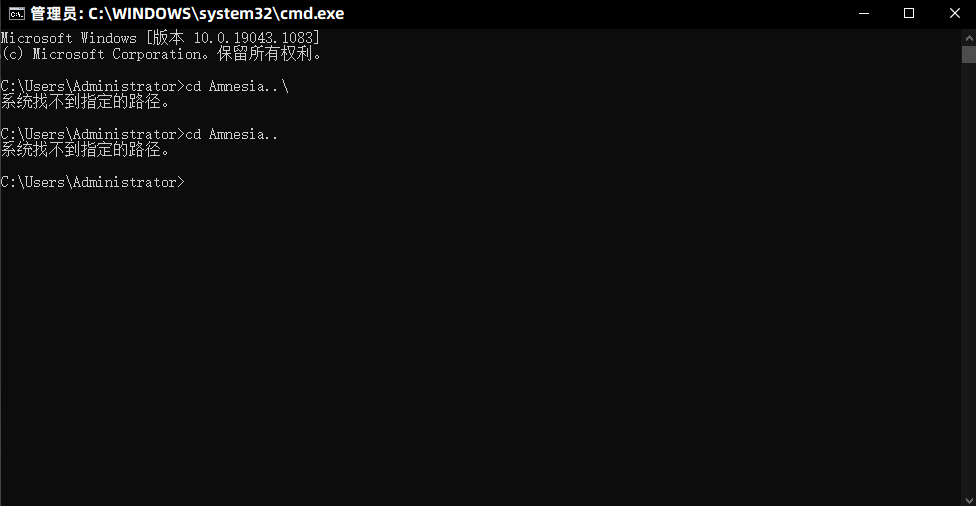 管理员: C:\WINDOWS\system32\cmd.exe
Microsoft Windows [版本 10.0.19043.1083]
(c) Microsoft Corporation。保留所有权利。
C:\Users\Administrator>cd Amnesia..\
系统找不到指定的路径。
C:\Users\Administrator>cd Amnesia..
系统找不到指定的路径。
C:\Users\Administrator>